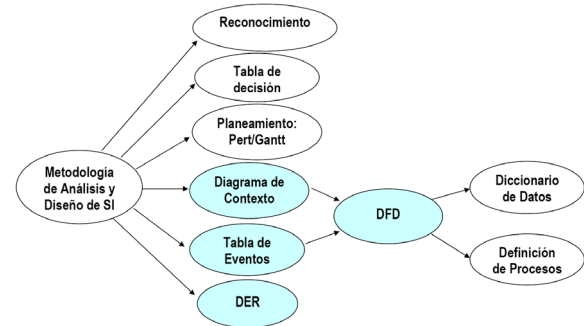 Reconocimiento
Tabla de
decisión
Planeamiento:
Pert/Gantt
Metodología
de Análisis y
Diseño de SI
Diagrama de
Contexto
Tabla de
Eventos
DER
DFD
Diccionario
de Datos
Definición
de Procesos